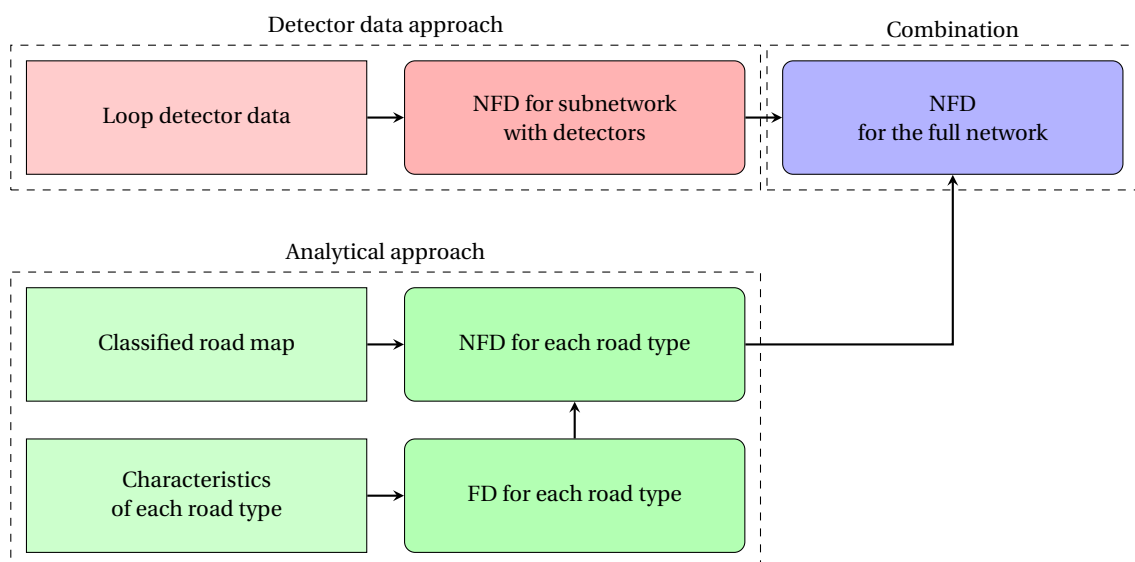 Detector data approach
Combination
Loop detector data
NFD for subnetwork
with detectors
NFD
for the full network
Analytical approach
Classified road map
NFD for each road type
Characteristics
of each road type
FD for each road type